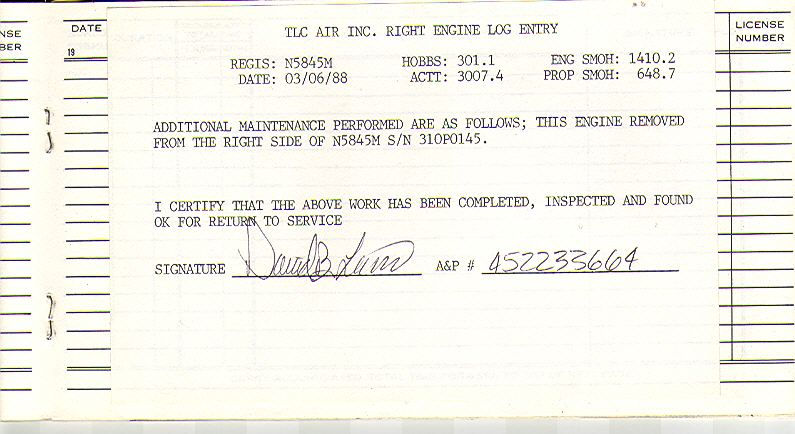 NSE
BER
DATE
19
LICENSE
NUMBER
TLC AIR INC. RIGHT ENGINE LOG ENTRY
REGIS: N5845M HOBBS: 301.1 ENG SMOH: 1410.2
DATE: 03/06/88 ACTT: 3007.4 PROP SMOH: 648.7
ADDITIONAL MAINTENANCE PERFORMED ARE AS FOLLOWS; THIS ENGINE REMOVED
FROM THE RIGHT SIDE OF N5845M S/N 310P0145.
I CERTIFY THAT THE ABOVE WORK HAS BEEN COMPLETED, INSPECTED AND FOUND
OK FOR RETURN TO SERVICE
SIGNATURE David B A&P # 452233664